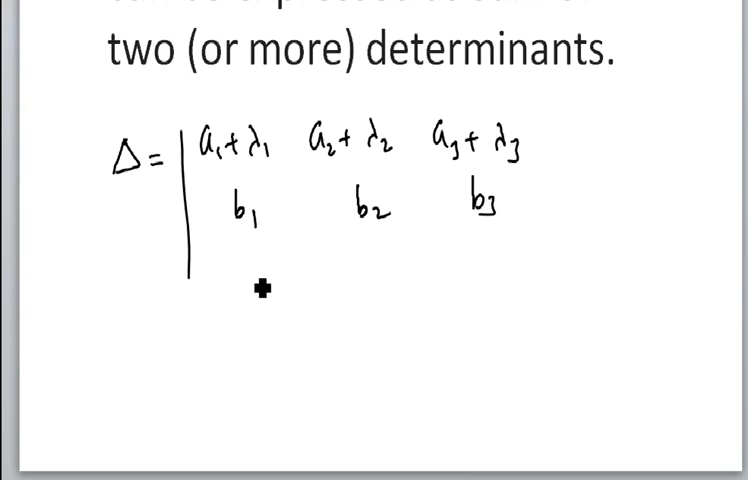 two (or more) determinants.
Δ = | a₁ + λ₁ a₂ + λ₂ a₃ + λ₃
b₁ b₂ b₃